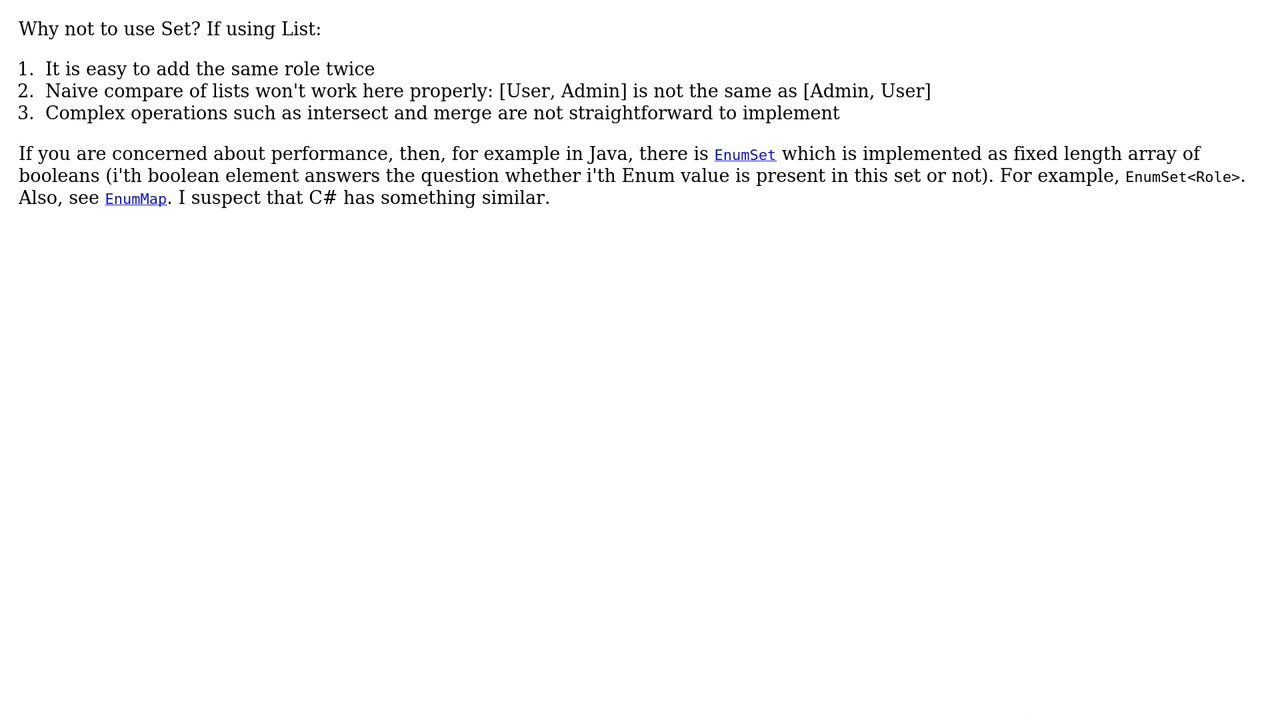 Why not to use Set? If using List:
1. It is easy to add the same role twice
2. Naive compare of lists won't work here properly: [User, Admin] is not the same as [Admin, User]
3. Complex operations such as intersect and merge are not straightforward to implement
If you are concerned about performance, then, for example in Java, there is EnumSet which is implemented as fixed length array of
booleans (i'th boolean element answers the question whether i'th Enum value is present in this set or not). For example, EnumSet<Role>.
Also, see EnumMap. I suspect that C# has something similar.